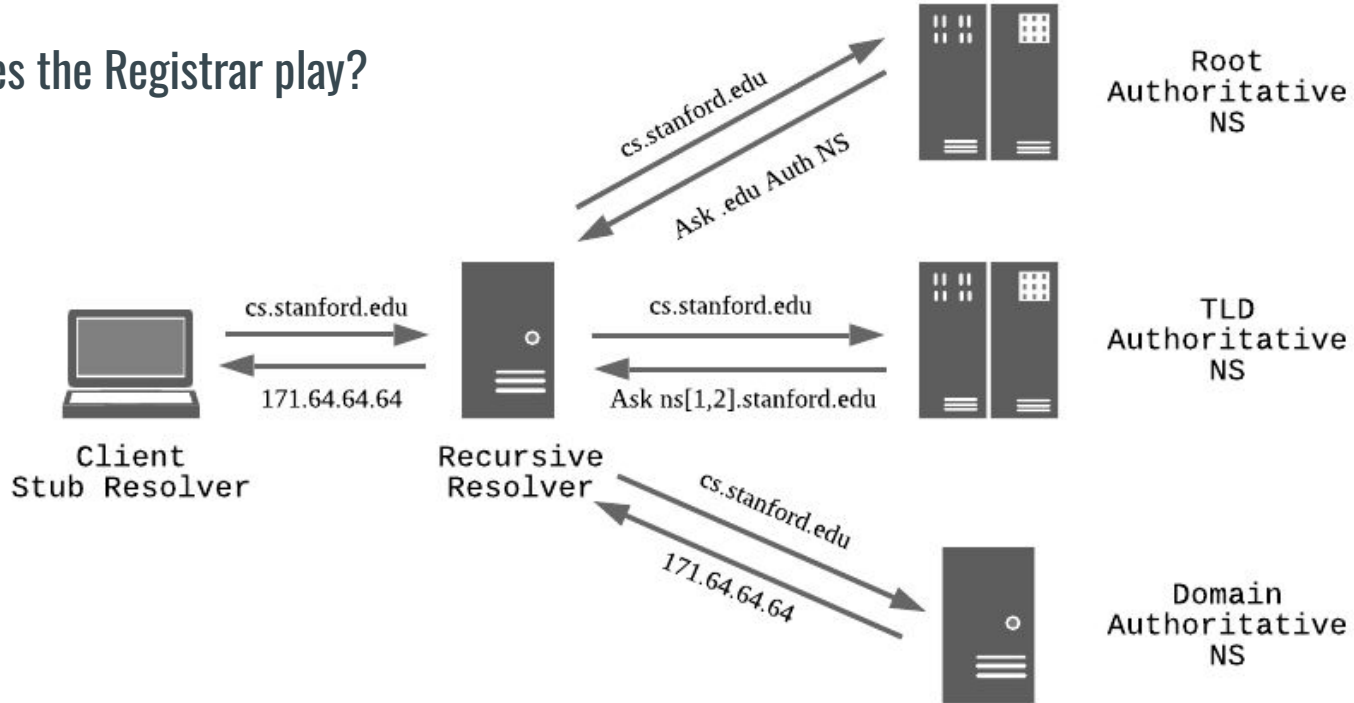 es the Registrar play?
Root
Authoritative
NS
cs.stanford.edu
Ask .edu Auth NS
cs.stanford.edu
171.64.64.64
cs.stanford.edu
Ask ns[1,2].stanford.edu
TLD
Authoritative
NS
Client
Stub Resolver
Recursive
Resolver
cs.stanford.edu
171.64.64.64
Domain
Authoritative
NS